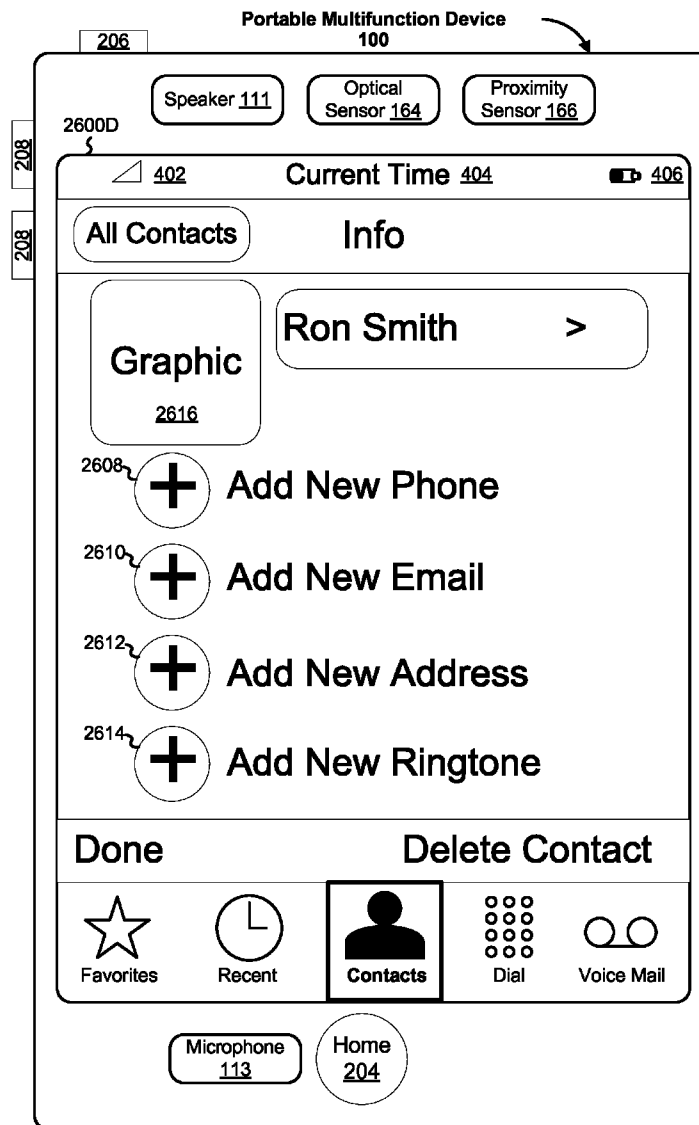 Portable Multifunction Device
100
206
Speaker 111
Optical
Sensor 164
Proximity
Sensor 166
2600D
208
208
402
Current Time 404
406
All Contacts
Info
Graphic
2616
Ron Smith >
2608
+ Add New Phone
2610
+ Add New Email
2612
+ Add New Address
2614
+ Add New Ringtone
Done
Delete Contact
Favorites
Recent
Contacts
Dial
Voice Mail
Microphone
113
Home
204